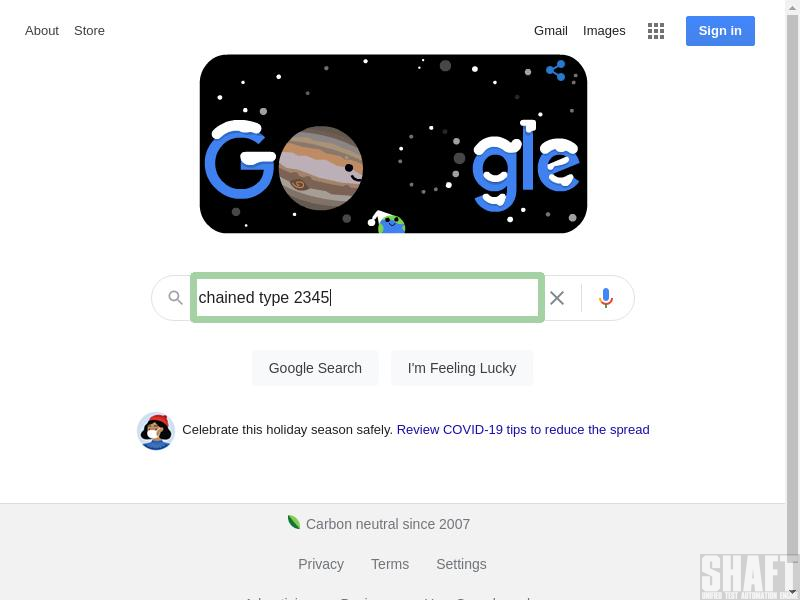 About Store Gmail Images Sign in
G gle
chained type 2345
Google Search I'm Feeling Lucky
Celebrate this holiday season safely. Review COVID-19 tips to reduce the spread
Carbon neutral since 2007
Privacy Terms Settings
SHAFT